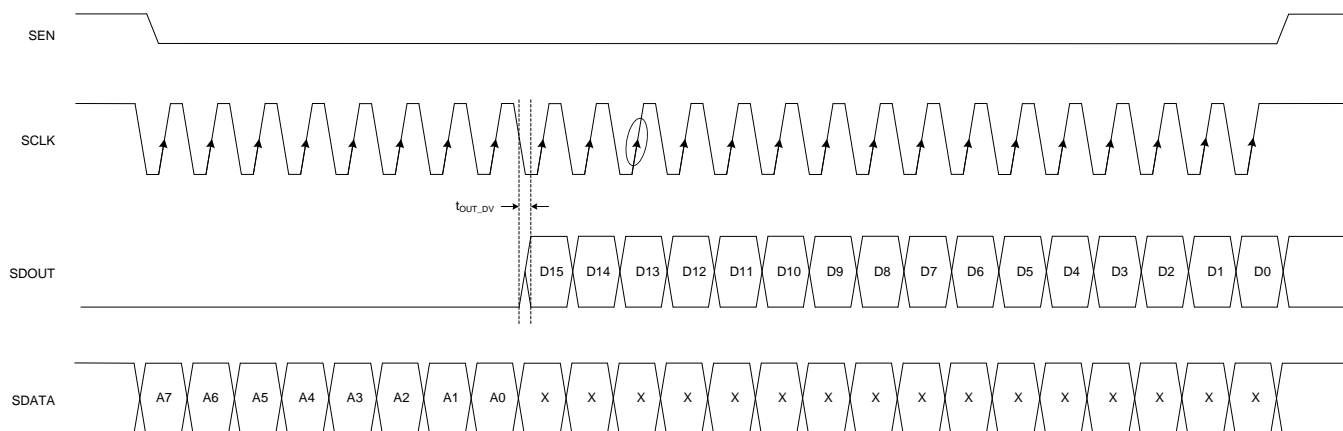 SEN
SCLK
tOUT_DV
SDOUT D15 D14 D13 D12 D11 D10 D9 D8 D7 D6 D5 D4 D3 D2 D1 D0
SDATA A7 A6 A5 A4 A3 A2 A1 A0 X X X X X X X X X X X X X X X X